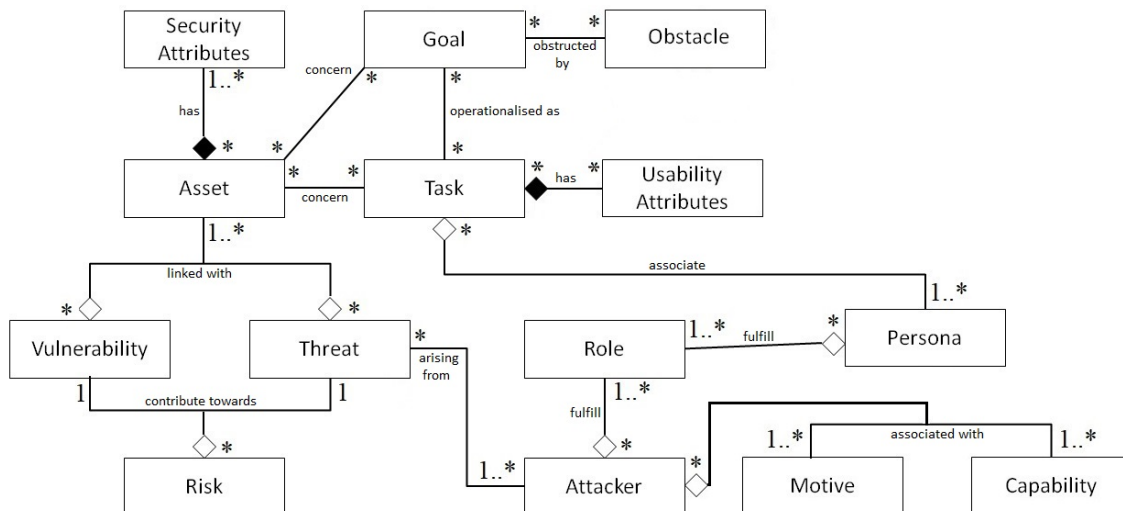 Security
Attributes
Goal
* *
obstructed
by
Obstacle
1..*
concern
* *
has
operationalised as
* * *
Asset
* *
concern
Task
* *
has
Usability
Attributes
1..*
*
linked with
associate
* *
1..*
Vulnerability
Threat
*
arising
from
Role
1..* *
fulfill
Persona
1 1
contribute towards
1..*
fulfill
* * *
1..*
associated with
1..*
1..*
Risk
Attacker
Motive
Capability